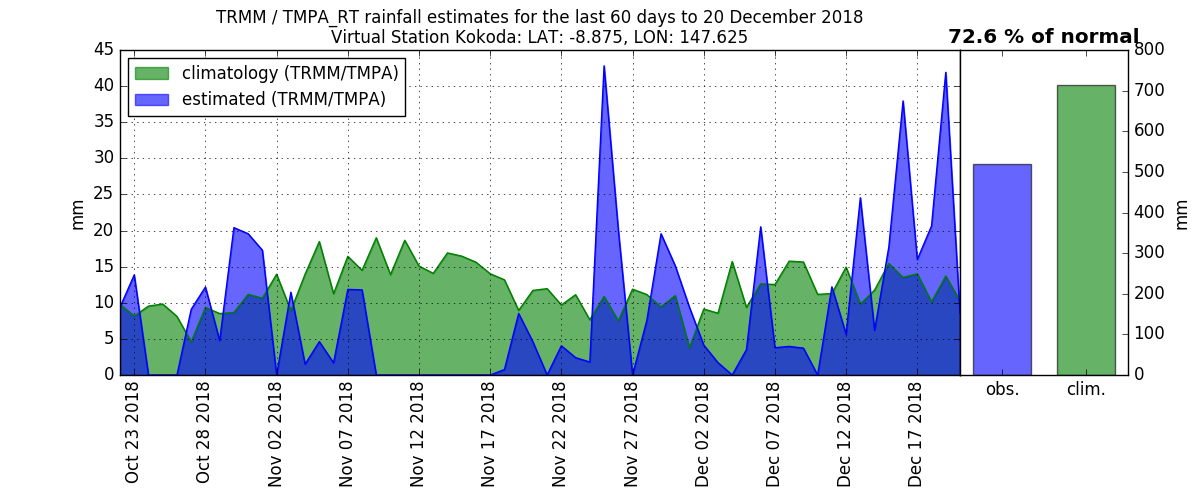 TRMM / TMPA_RT rainfall estimates for the last 60 days to 20 December 2018
Virtual Station Kokoda: LAT: -8.875, LON: 147.625
72.6 % of normal
climatology (TRMM/TMPA)
estimated (TRMM/TMPA)
45
40
35
30
25
20
15
10
5
0
mm
Oct 23 2018
Oct 28 2018
Nov 02 2018
Nov 07 2018
Nov 12 2018
Nov 17 2018
Nov 22 2018
Nov 27 2018
Dec 02 2018
Dec 07 2018
Dec 12 2018
Dec 17 2018
obs.
clim.
800
700
600
500
400
300
200
100
0
mm